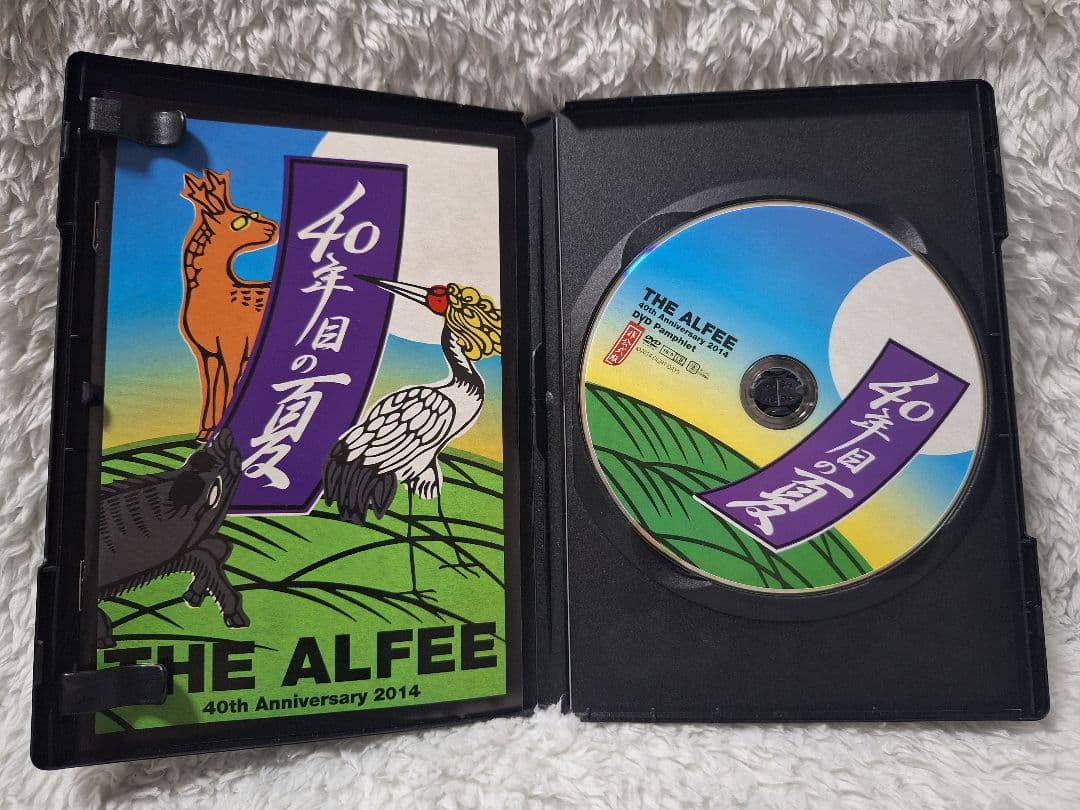 40年目の夏
THE ALFEE
40th Anniversary 2014
THE ALFEE
40th Anniversary 2014
DVD Pamphlet
DVD
40年目の夏